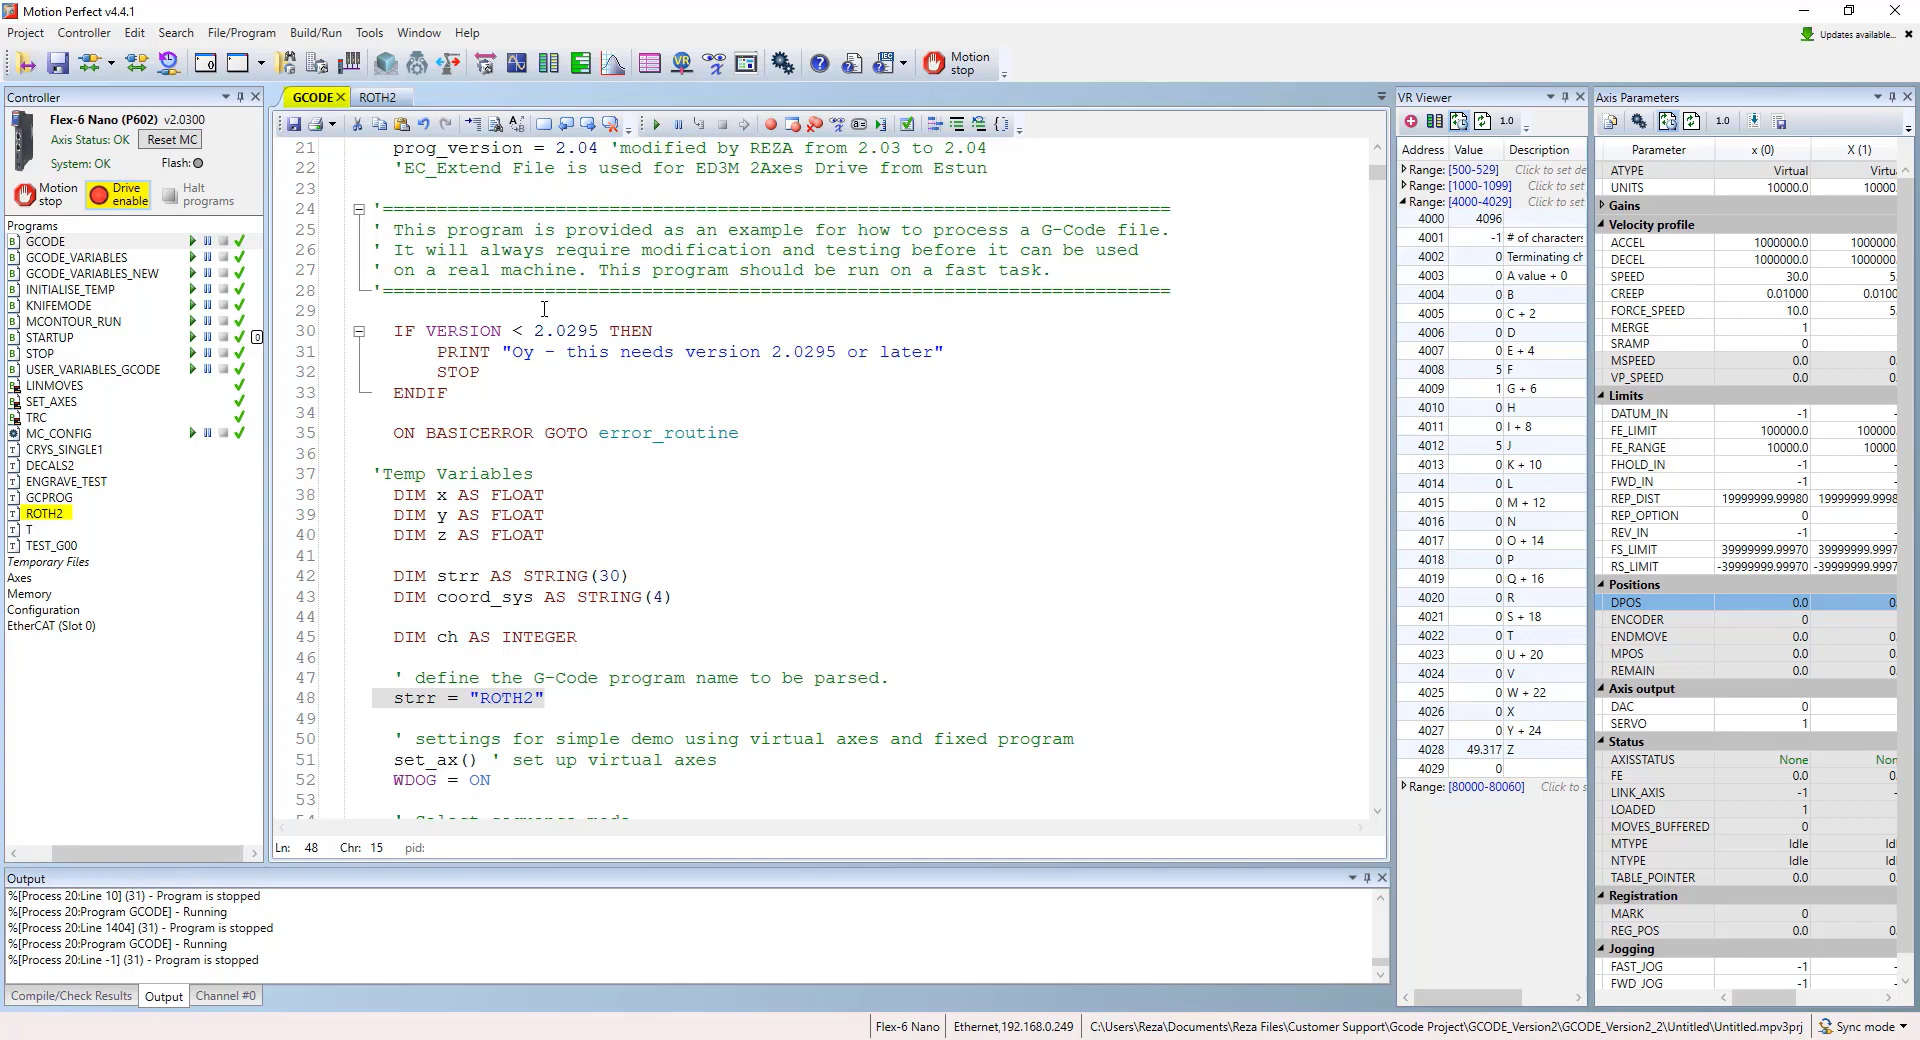 Motion Perfect v4.4.1
Project Controller Edit Search File/Program Build/Run Tools Window Help
Updates available...
Motion stop
Controller
Flex-6 Nano (P602) v2.0300
Axis Status: OK Reset MC
System: OK Flash:
Motion stop
Drive enable
Halt programs
Programs
GCODE
GCODE_VARIABLES
GCODE_VARIABLES_NEW
INITIALISE_TEMP
KNIFEMODE
MCONTOUR_RUN
STARTUP 0
STOP
USER_VARIABLES_GCODE
LINMOVES
SET_AXES
TRC
MC_CONFIG
CRYS_SINGLE1
DECALS2
ENGRAVE_TEST
GCPROG
ROTH2
T
TEST_G00
Temporary Files
Axes
Memory
Configuration
EtherCAT (Slot 0)
GCODE ROTH2
21 prog_version = 2.04 'modified by REZA from 2.03 to 2.04
22 'EC_Extend File is used for ED3M 2Axes Drive from Estun
23
24 '=========================================================================
25 ' This program is provided as an example for how to process a G-Code file.
26 ' It will always require modification and testing before it can be used
27 ' on a real machine. This program should be run on a fast task.
28 '=========================================================================
29
30 IF VERSION < 2.0295 THEN
31 PRINT "Oy - this needs version 2.0295 or later"
32 STOP
33 ENDIF
34
35 ON BASICERROR GOTO error_routine
36
37 'Temp Variables
38 DIM x AS FLOAT
39 DIM y AS FLOAT
40 DIM z AS FLOAT
41
42 DIM strr AS STRING(30)
43 DIM coord_sys AS STRING(4)
44
45 DIM ch AS INTEGER
46
47 ' define the G-Code program name to be parsed.
48 strr = "ROTH2"
49
50 ' settings for simple demo using virtual axes and fixed program
51 set_ax() ' set up virtual axes
52 WDOG = ON
53
Ln: 48 Chr: 15 pid:
Output
%[Process 20:Line 10] (31) - Program is stopped
%[Process 20:Program GCODE] - Running
%[Process 20:Line 1404] (31) - Program is stopped
%[Process 20:Program GCODE] - Running
%[Process 20:Line -1] (31) - Program is stopped
Compile/Check Results Output Channel #0
VR Viewer
1.0
Address Value Description
Range: [500-529] Click to set de
Range: [1000-1099] Click to set
Range: [4000-4029] Click to set
4000 4096
4001 -1 # of characters
4002 0 Terminating ch
4003 0 A value + 0
4004 0 B
4005 0 C + 2
4006 0 D
4007 0 E + 4
4008 5 F
4009 1 G + 6
4010 0 H
4011 0 I + 8
4012 5 J
4013 0 K + 10
4014 0 L
4015 0 M + 12
4016 0 N
4017 0 O + 14
4018 0 P
4019 0 Q + 16
4020 0 R
4021 0 S + 18
4022 0 T
4023 0 U + 20
4024 0 V
4025 0 W + 22
4026 0 X
4027 0 Y + 24
4028 49.317 Z
4029 0
Range: [80000-80060] Click to s
Axis Parameters
1.0
Parameter x (0) X (1)
ATYPE Virtual Virtu
UNITS 10000.0 10000.
Gains
Velocity profile
ACCEL 1000000.0 1000000.
DECEL 1000000.0 1000000.
SPEED 30.0 5.
CREEP 0.01000 0.0100
FORCE_SPEED 10.0 5.
MERGE 1
SRAMP 0
MSPEED 0.0 0.
VP_SPEED 0.0 0.
Limits
DATUM_IN -1
FE_LIMIT 100000.0 100000.
FE_RANGE 10000.0 10000.
FHOLD_IN -1
FWD_IN -1
REP_DIST 19999999.99980 19999999.9998
REP_OPTION 0
REV_IN -1
FS_LIMIT 39999999.99970 39999999.9997
RS_LIMIT -39999999.99970 -39999999.9997
Positions
DPOS 0.0 0.
ENCODER 0
ENDMOVE 0.0 0.
MPOS 0.0 0.
REMAIN 0.0 0.
Axis output
DAC 0
SERVO 1
Status
AXISSTATUS None Non
FE 0.0 0.
LINK_AXIS -1
LOADED 1
MOVES_BUFFERED 0
MTYPE Idle Idl
NTYPE Idle Idl
TABLE_POINTER 0.0 0.
Registration
MARK 0
REG_POS 0.0 0.
Jogging
FAST_JOG -1
FWD_JOG -1
Flex-6 Nano Ethernet,192.168.0.249 C:\Users\Reza\Documents\Reza Files\Customer Support\Gcode Project\GCODE_Version2\GCODE_Version2_2\Untitled\Untitled.mpv3prj Sync mode